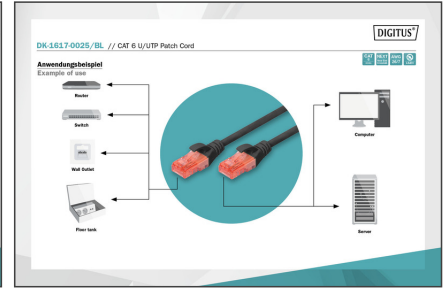 DIGITUS®
DK-1617-0025/BL // CAT 6 U/UTP Patch Cord
Anwendungsbeispiel
Example of use
Router
Switch
Wall Outlet
Floor tank
Computer
Server